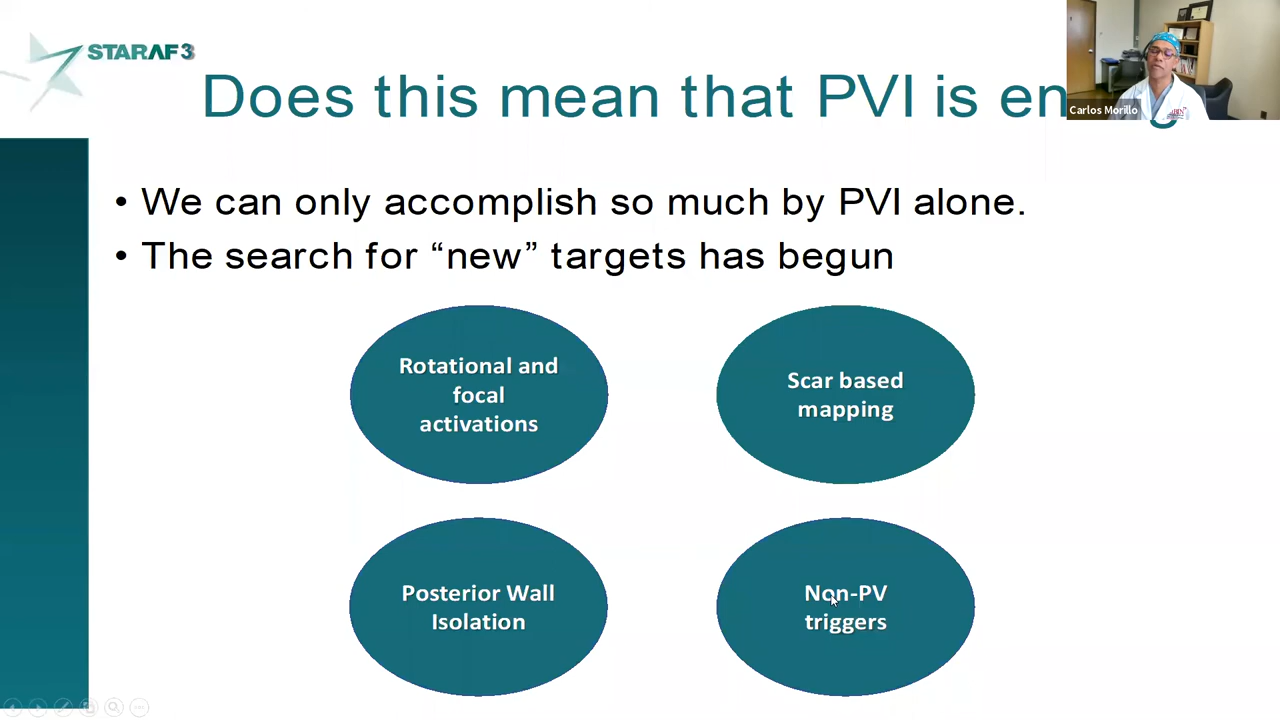 STARAF3
Does this mean that PVI is
Carlos Morillo
• We can only accomplish so much by PVI alone.
• The search for “new” targets has begun
Rotational and
focal
activations
Scar based
mapping
Posterior Wall
Isolation
Non-PV
triggers